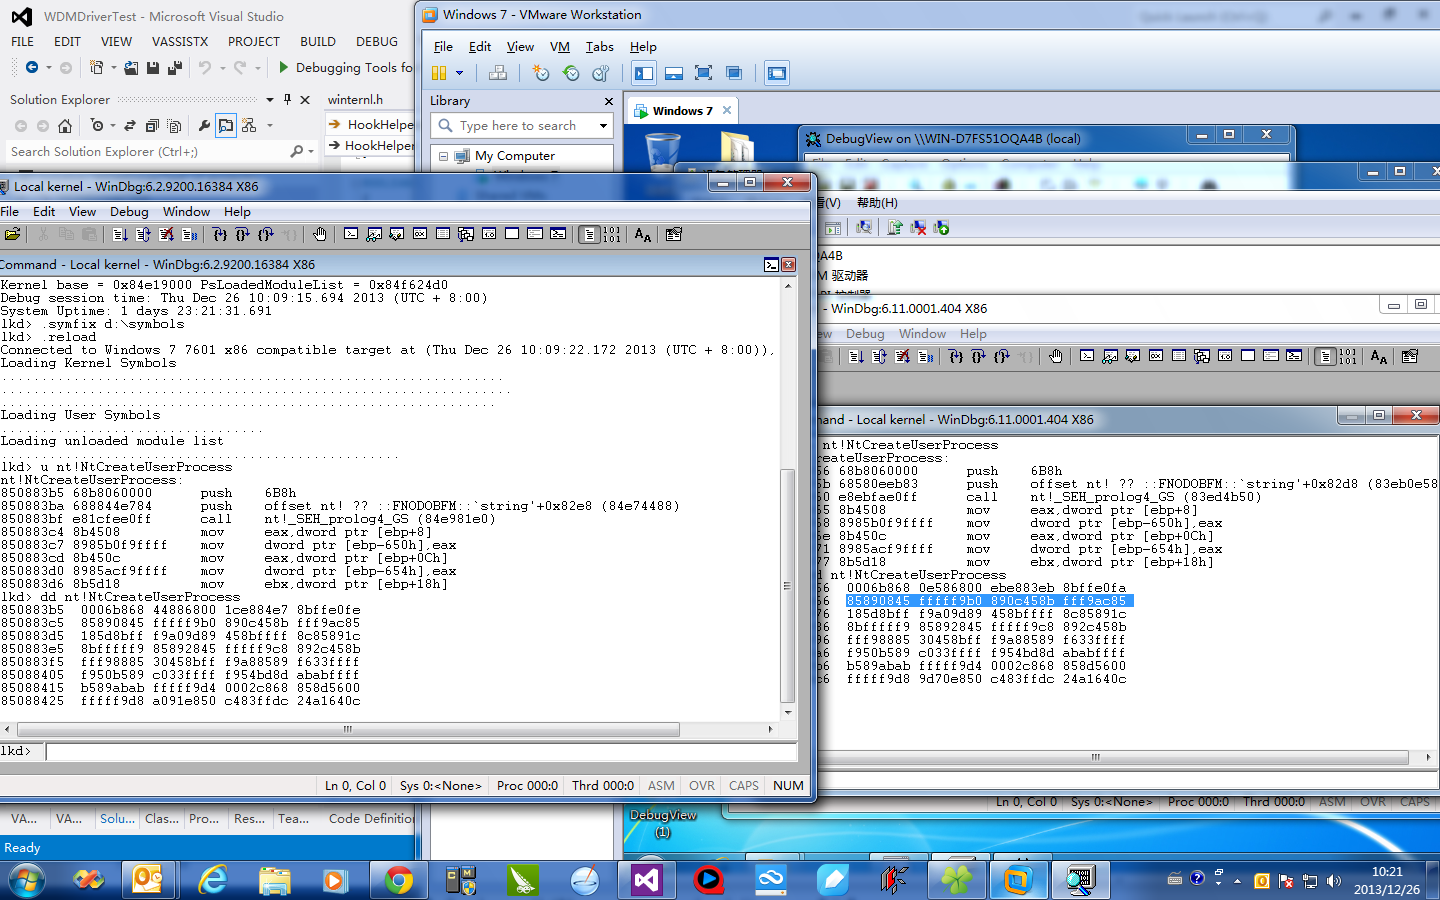 WDMDriverTest - Microsoft Visual Studio
FILE EDIT VIEW VASSISTX PROJECT BUILD DEBUG
Debugging Tools fo
Solution Explorer
winternl.h
HookHelper
HookHelper
Search Solution Explorer (Ctrl+;)
Windows 7 - VMware Workstation
File Edit View VM Tabs Help
Library
Type here to search
My Computer
Windows 7
DebugView on \\WIN-D7FS51OQA4B (local)
Local kernel - WinDbg:6.2.9200.16384 X86
File Edit View Debug Window Help
Command - Local kernel - WinDbg:6.2.9200.16384 X86
Kernel base = 0x84e19000 PsLoadedModuleList = 0x84f624d0
Debug session time: Thu Dec 26 10:09:15.694 2013 (UTC + 8:00)
System Uptime: 1 days 23:21:31.691
lkd> .symfix d:\symbols
lkd> .reload
Connected to Windows 7 7601 x86 compatible target at (Thu Dec 26 10:09:22.172 2013 (UTC + 8:00)),
Loading Kernel Symbols
Loading User Symbols
Loading unloaded module list
lkd> u nt!NtCreateUserProcess
nt!NtCreateUserProcess:
850883b5 68b8060000 push 6B8h
850883ba 688844e784 push offset nt! ?? ::FNODOBFM::`string'+0x82e8 (84e74488)
850883bf e81cfee0ff call nt!_SEH_prolog4_GS (84e981e0)
850883c4 8b4508 mov eax,dword ptr [ebp+8]
850883c7 8985b0f9ffff mov dword ptr [ebp-650h],eax
850883cd 8b450c mov eax,dword ptr [ebp+0Ch]
850883d0 8985acf9ffff mov dword ptr [ebp-654h],eax
850883d6 8b5d18 mov ebx,dword ptr [ebp+18h]
lkd> dd nt!NtCreateUserProcess
850883b5 0006b868 44886800 1ce884e7 8bffe0fe
850883c5 85890845 fffff9b0 890c458b fff9ac85
850883d5 185d8bff f9a09d89 458bffff 8c85891c
850883e5 8bfffff9 85892845 fffff9c8 892c458b
850883f5 fff98885 30458bff f9a88589 f633ffff
85088405 f950b589 c033ffff f954bd8d ababffff
85088415 b589abab fffff9d4 0002c868 858d5600
85088425 fffff9d8 a091e850 c483ffdc 24a1640c
lkd>
Ln 0, Col 0 Sys 0:<None> Proc 000:0 Thrd 000:0 ASM OVR CAPS NUM
看(V) 帮助(H)
QA4B
M 驱动器
- WinDbg:6.11.0001.404 X86
ew Debug Window Help
mand - Local kernel - WinDbg:6.11.0001.404 X86
nt!NtCreateUserProcess
reateUserProcess:
56 68b8060000 push 6B8h
5b 68580eeb83 push offset nt! ?? ::FNODOBFM::`string'+0x82d8 (83eb0e58
60 e8ebfae0ff call nt!_SEH_prolog4_GS (83ed4b50)
65 8b4508 mov eax,dword ptr [ebp+8]
68 8985b0f9ffff mov dword ptr [ebp-650h],eax
6e 8b450c mov eax,dword ptr [ebp+0Ch]
71 8985acf9ffff mov dword ptr [ebp-654h],eax
77 8b5d18 mov ebx,dword ptr [ebp+18h]
d nt!NtCreateUserProcess
56 0006b868 0e586800 ebe883eb 8bffe0fa
66 85890845 fffff9b0 890c458b fff9ac85
76 185d8bff f9a09d89 458bffff 8c85891c
86 8bfffff9 85892845 fffff9c8 892c458b
96 fff98885 30458bff f9a88589 f633ffff
a6 f950b589 c033ffff f954bd8d ababffff
b6 b589abab fffff9d4 0002c868 858d5600
c6 fffff9d8 9d70e850 c483ffdc 24a1640c
Ln 0, Col 0 Sys 0:<None> Proc 000:0 Thrd 000:0 ASM OVR CAPS
DebugView
(1)
VA... VA... Solu... Clas... Pro... Res... Tea... Code Definition
Ready
10:21
2013/12/26